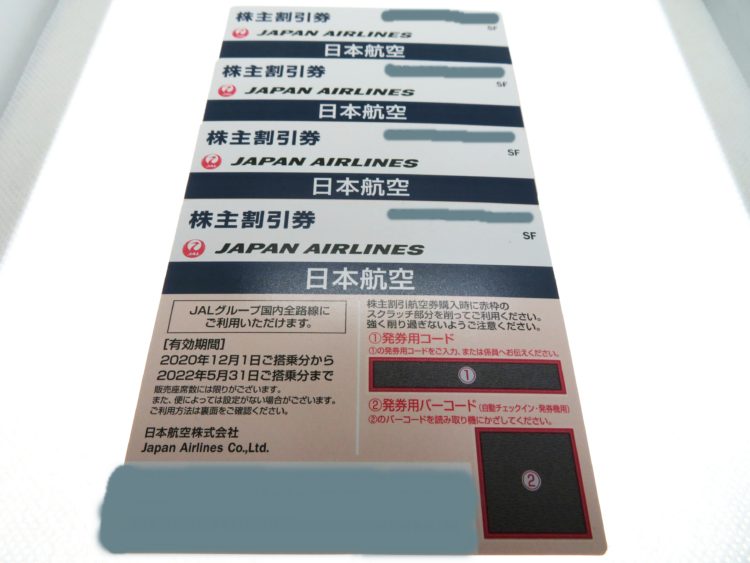 株主割引券
SF
JAL
JAPAN AIRLINES
日本航空
株主割引券
SF
JAL
JAPAN AIRLINES
日本航空
株主割引券
SF
JAL
JAPAN AIRLINES
日本航空
株主割引券
SF
JAL
JAPAN AIRLINES
日本航空
JALグループ国内全路線に
ご利用いただけます。
[有効期間]
2020年12月1日ご搭乗分から
2022年5月31日ご搭乗分まで
販売座席数には限りがございます。
また、便によっては設定がない場合がございます。
ご利用方法は裏面をご確認ください。
日本航空株式会社
Japan Airlines Co.,Ltd.
株主割引航空券購入時に赤枠の
スクラッチ部分を削ってご利用ください。
強く削り過ぎないようご注意ください。
①発券用コード
①の発券用コードをご入力、または係員へお伝えください。
①
②発券用バーコード(自動チェックイン・発券機用)
②のバーコードを読み取り機にかざしてください。
②